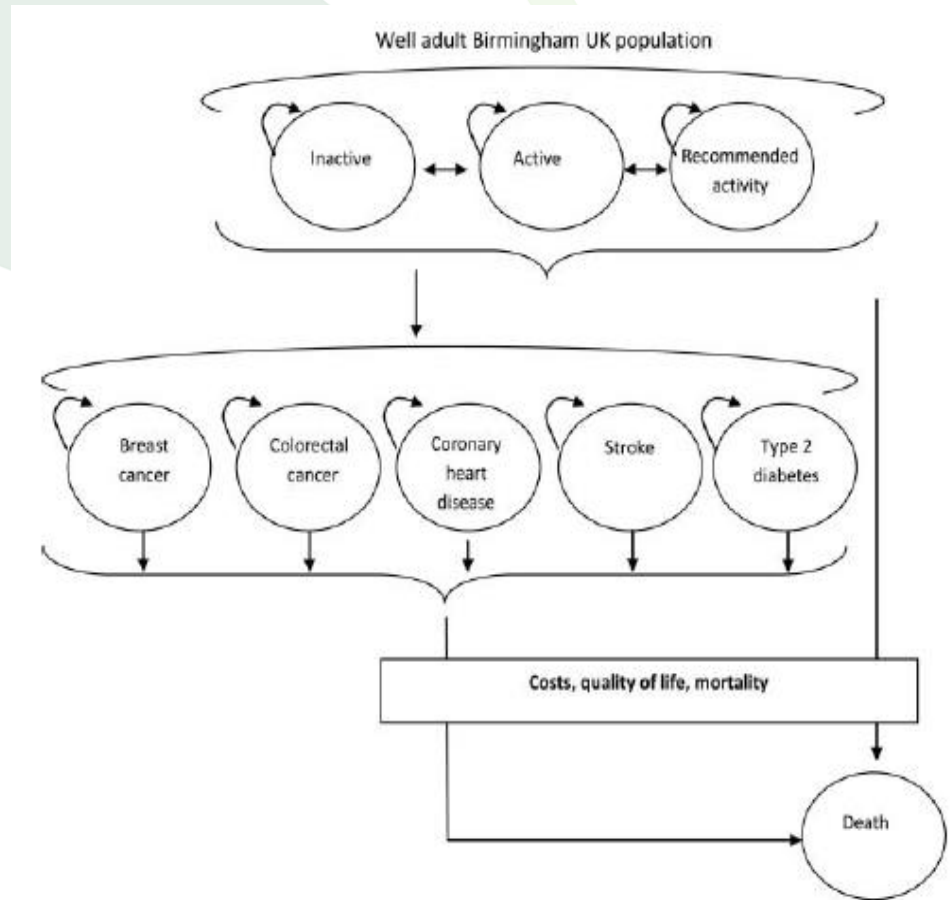 Well adult Birmingham UK population
Inactive
Active
Recommended
activity
Breast
cancer
Colorectal
cancer
Coronary
heart
disease
Stroke
Type 2
diabetes
Costs, quality of life, mortality
Death